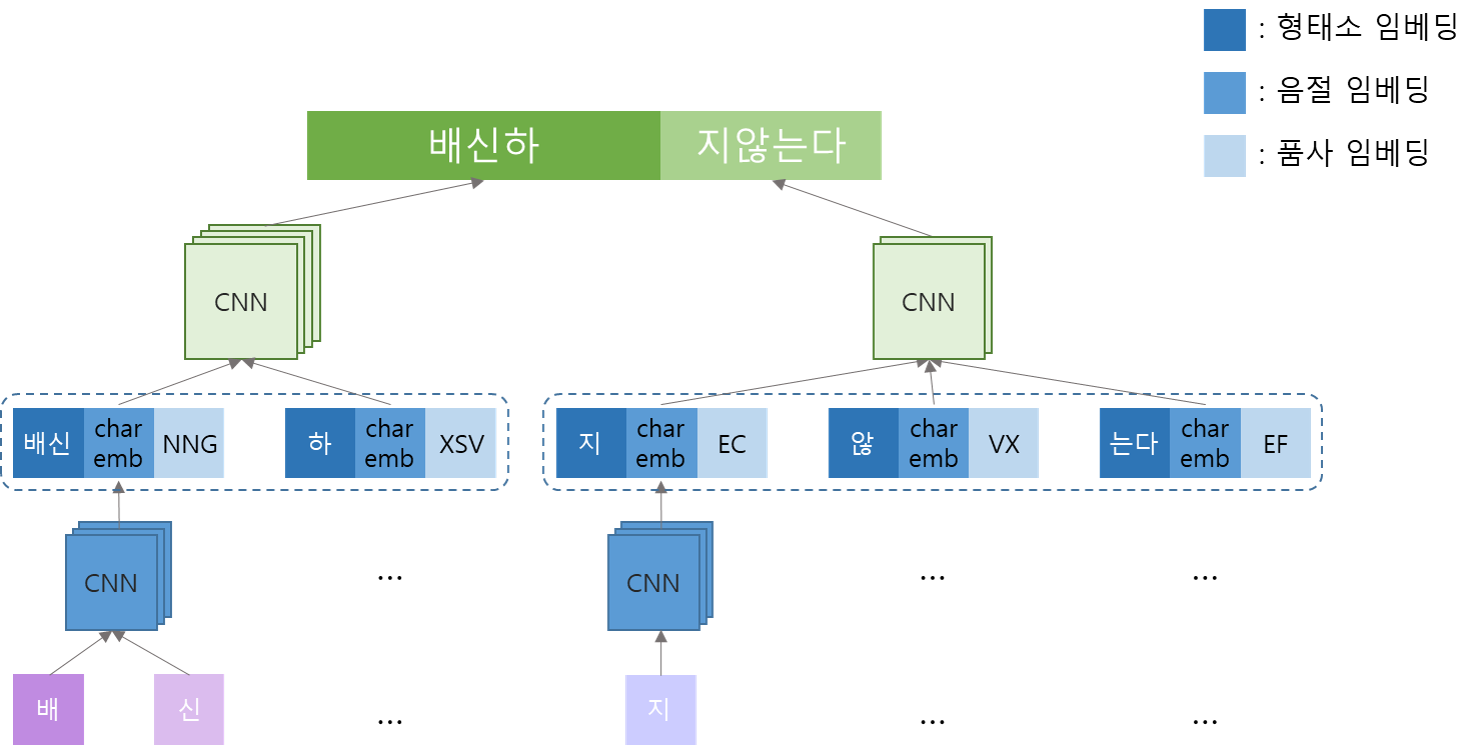 : 형태소 임베딩
: 음절 임베딩
: 품사 임베딩
배신하 지않는다
CNN CNN
배신 char emb NNG 하 char emb XSV 지 char emb EC 않 char emb VX 는다 char emb EF
CNN ... CNN ... ...
배 신 ... 지 ... ...